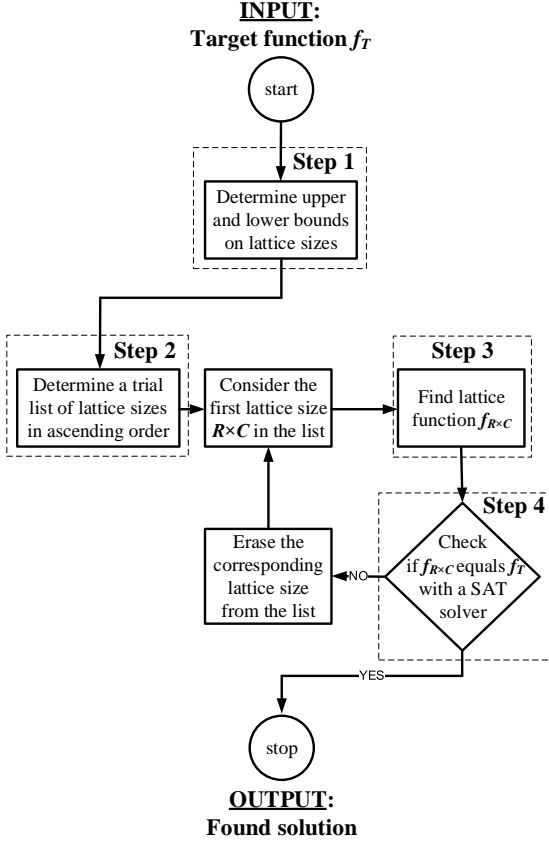 INPUT:
Target function fT
start
Step 1
Determine upper
and lower bounds
on lattice sizes
Step 2
Determine a trial
list of lattice sizes
in ascending order
Consider the
first lattice size
R×C in the list
Step 3
Find lattice
function fR×C
Step 4
Check
if fR×C equals fT
with a SAT
solver
NO
Erase the
corresponding
lattice size
from the list
YES
stop
OUTPUT:
Found solution